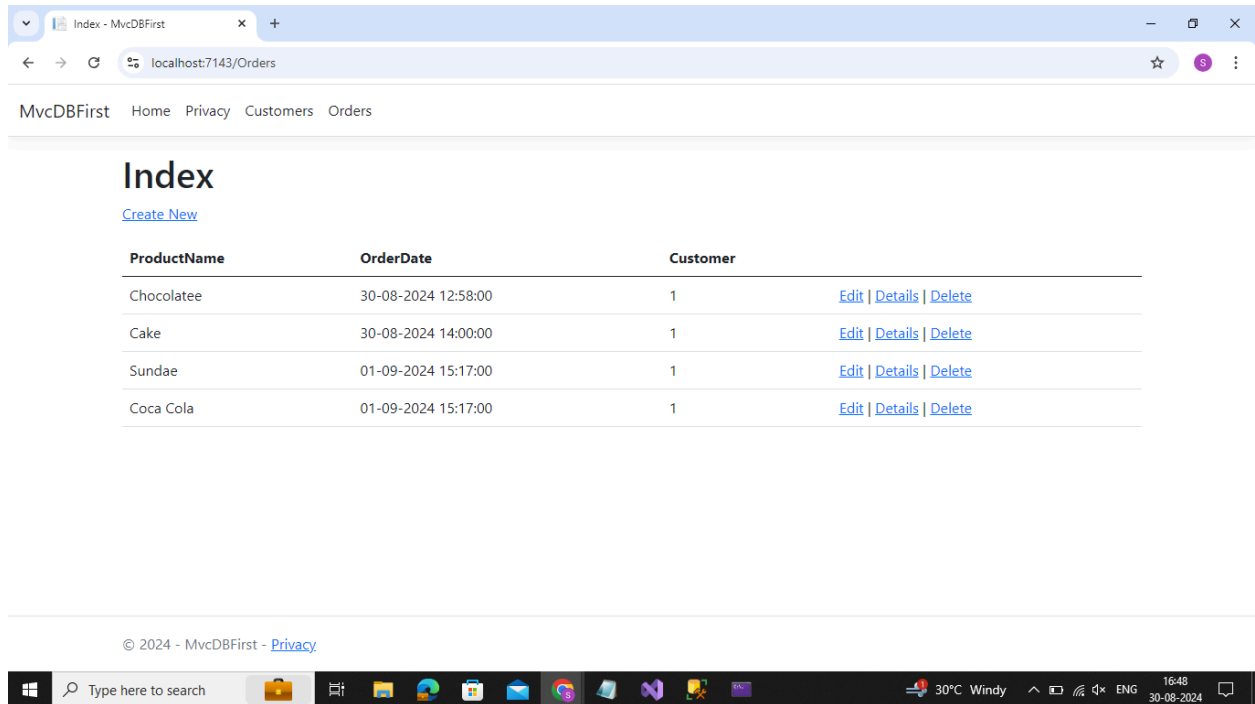 Index - MvcDBFirst
localhost:7143/Orders
S
MvcDBFirst Home Privacy Customers Orders
Index
Create New
ProductName OrderDate Customer
Chocolatee 30-08-2024 12:58:00 1 Edit | Details | Delete
Cake 30-08-2024 14:00:00 1 Edit | Details | Delete
Sundae 01-09-2024 15:17:00 1 Edit | Details | Delete
Coca Cola 01-09-2024 15:17:00 1 Edit | Details | Delete
© 2024 - MvcDBFirst - Privacy
Type here to search 30°C Windy ENG 16:48
30-08-2024